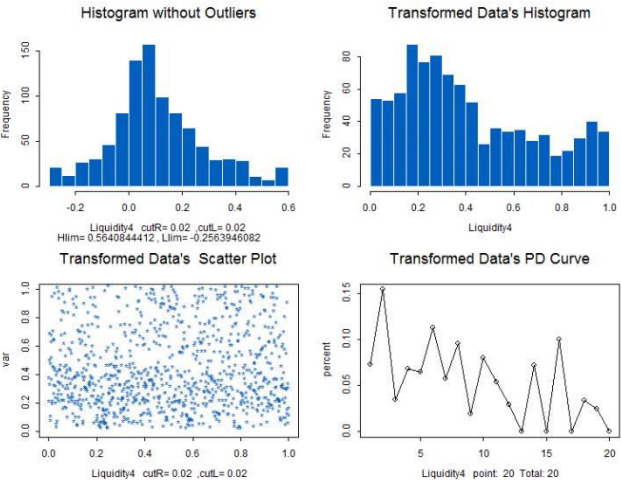 Histogram without Outliers
Frequency
150
50
0
-0.2 0.0 0.2 0.4 0.6
Liquidity4 cutR= 0.02 ,cutL= 0.02
Hlim= 0.5640844412 , Llim= -0.2563946082
Transformed Data's Histogram
Frequency
80
60
40
20
0
0.0 0.2 0.4 0.6 0.8 1.0
Liquidity4
Transformed Data's Scatter Plot
var
1.0
0.8
0.6
0.4
0.2
0.0
0.0 0.2 0.4 0.6 0.8 1.0
Liquidity4 cutR= 0.02 ,cutL= 0.02
Transformed Data's PD Curve
percent
0.15
0.10
0.05
0.0
5 10 15 20
Liquidity4 point: 20 Total: 20